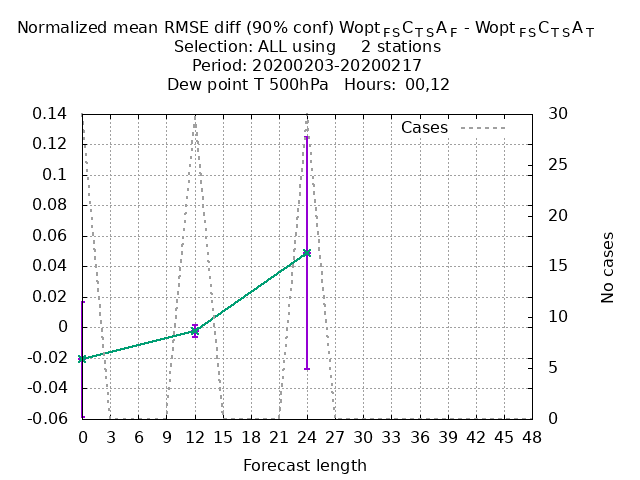 Normalized mean RMSE diff (90% conf) Wopt FS C TS A F - Wopt FS C TS A T
Selection: ALL using 2 stations
Period: 20200203-20200217
Dew point T 500hPa Hours: 00,12
Cases
0.14
0.12
0.1
0.08
0.06
0.04
0.02
0
-0.02
-0.04
-0.06
30
25
20
15
10
5
0
No cases
0 3 6 9 12 15 18 21 24 27 30 33 36 39 42 45 48
Forecast length